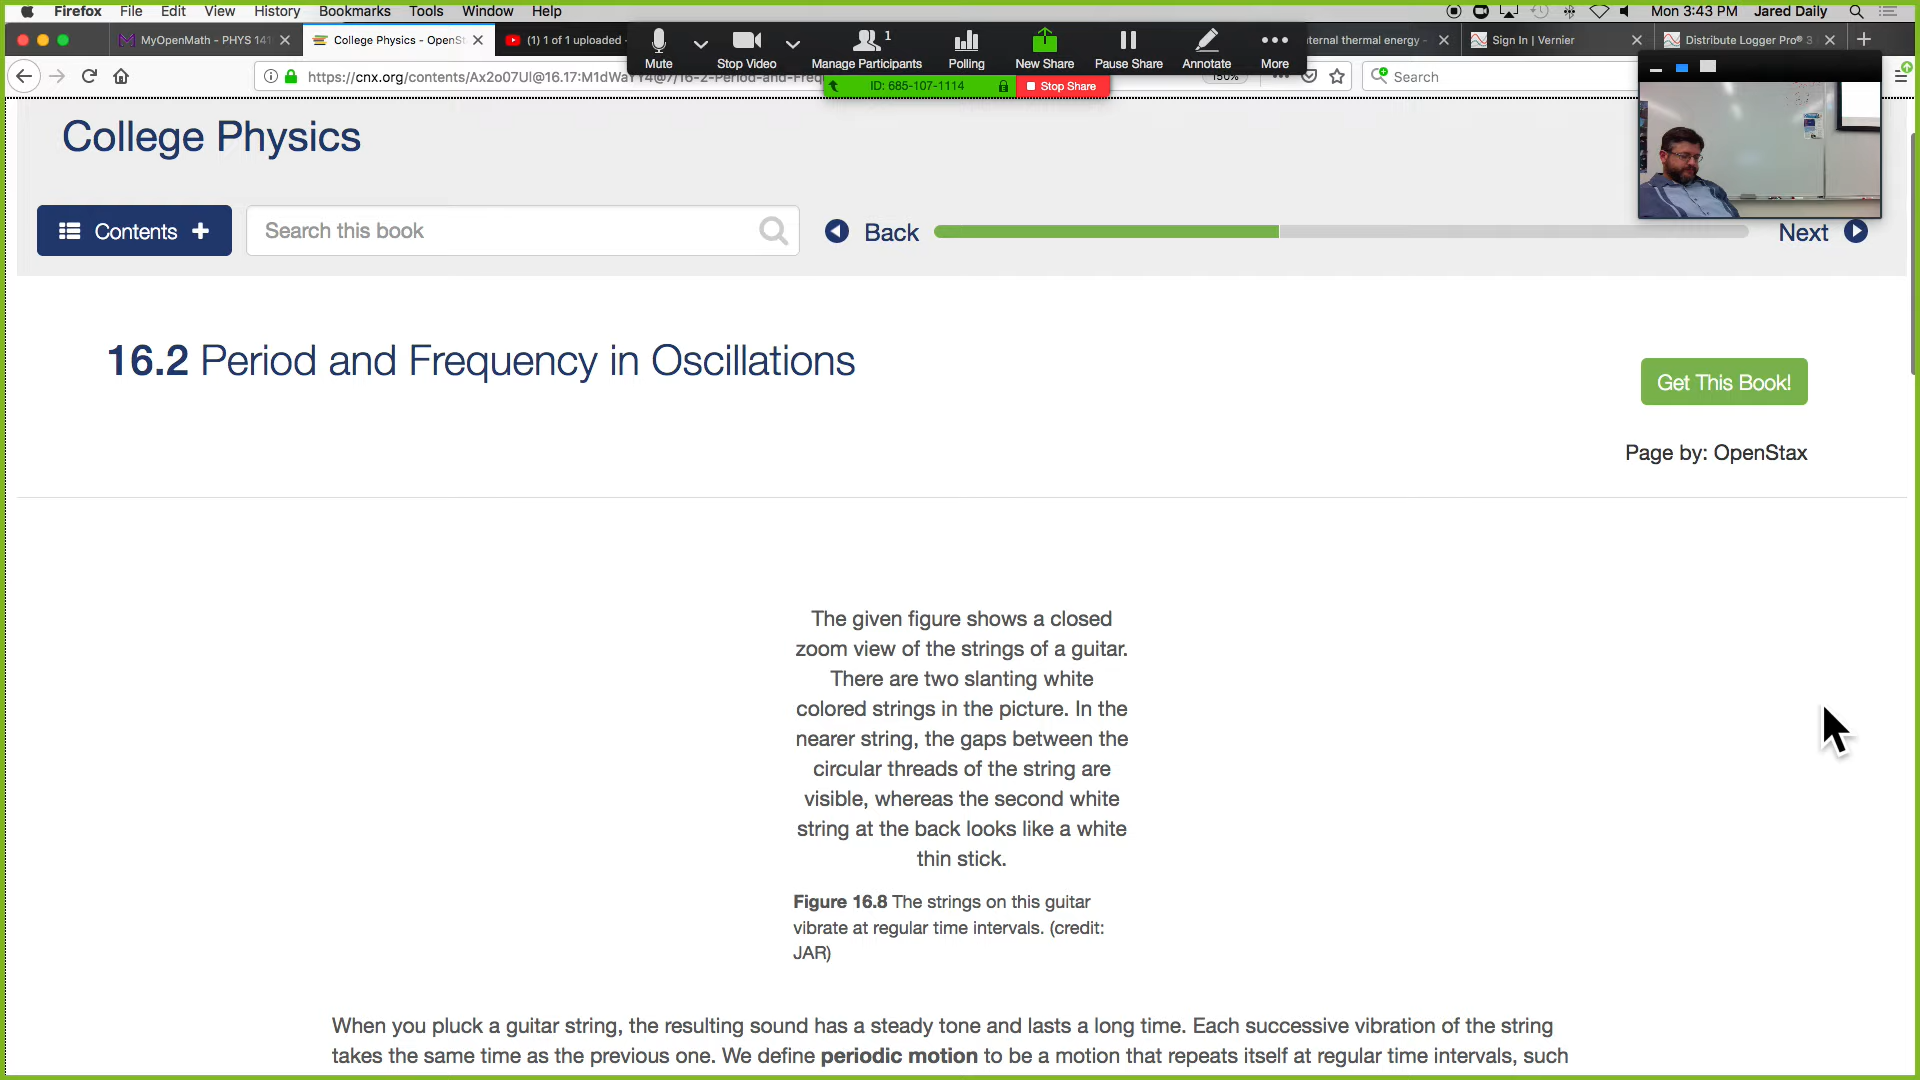 Firefox File Edit View History Bookmarks Tools Window Help Mon 3:43 PM Jared Daily
MyOpenMath - PHYS 141 College Physics - OpenSt (1) 1 of 1 uploaded ternal thermal energy - Sign In | Vernier Distribute Logger Pro® 3
Mute Stop Video Manage Participants 1 Polling New Share Pause Share Annotate More
https://cnx.org/contents/ 150% Search
ID: 685-107-1114 Stop Share
College Physics
Contents + Search this book Back Next
16.2 Period and Frequency in Oscillations
Get This Book!
Page by: OpenStax
The given figure shows a closed
zoom view of the strings of a guitar.
There are two slanting white
colored strings in the picture. In the
nearer string, the gaps between the
circular threads of the string are
visible, whereas the second white
string at the back looks like a white
thin stick.
Figure 16.8 The strings on this guitar
vibrate at regular time intervals. (credit:
JAR)
When you pluck a guitar string, the resulting sound has a steady tone and lasts a long time. Each successive vibration of the string
takes the same time as the previous one. We define periodic motion to be a motion that repeats itself at regular time intervals, such